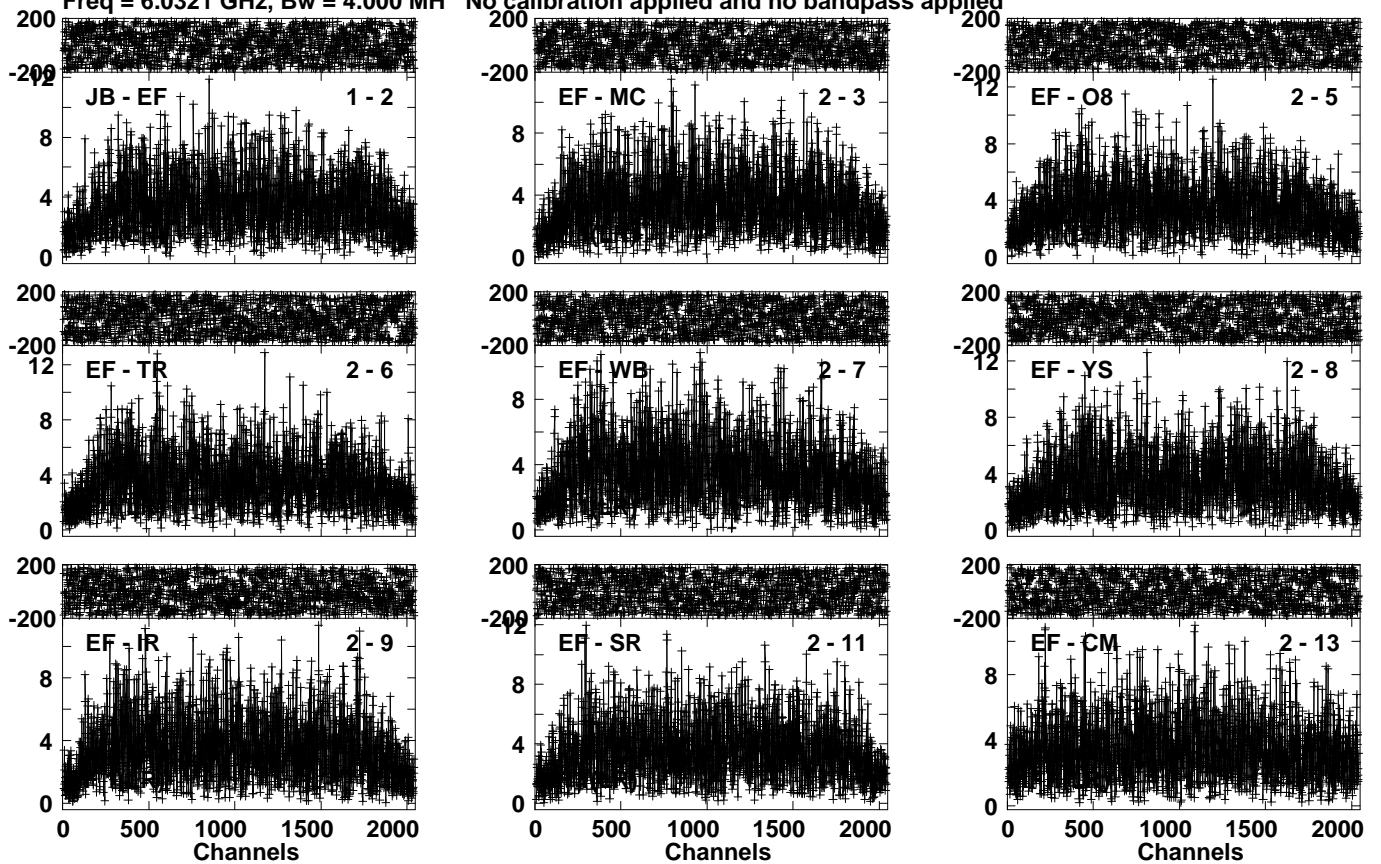 Freq = 6.0321 GHz, Bw = 4.000 MH No calibration applied and no bandpass applied
200 200 200
-200 -200 -200
12 12
JB - EF 1 - 2 EF - MC 2 - 3 EF - O8 2 - 5
8 8 8
4 4 4
0 0 0
200 200 200
-200 -200 -200
12 12
EF - TR 2 - 6 EF - WB 2 - 7 EF - YS 2 - 8
8 8 8
4 4 4
0 0 0
200 200 200
-200 -200 -200
12
EF - IR 2 - 9 EF - SR 2 - 11 EF - CM 2 - 13
8 8 8
4 4 4
0 0 0
0 500 1000 1500 2000 0 500 1000 1500 2000 0 500 1000 1500 2000
Channels Channels Channels